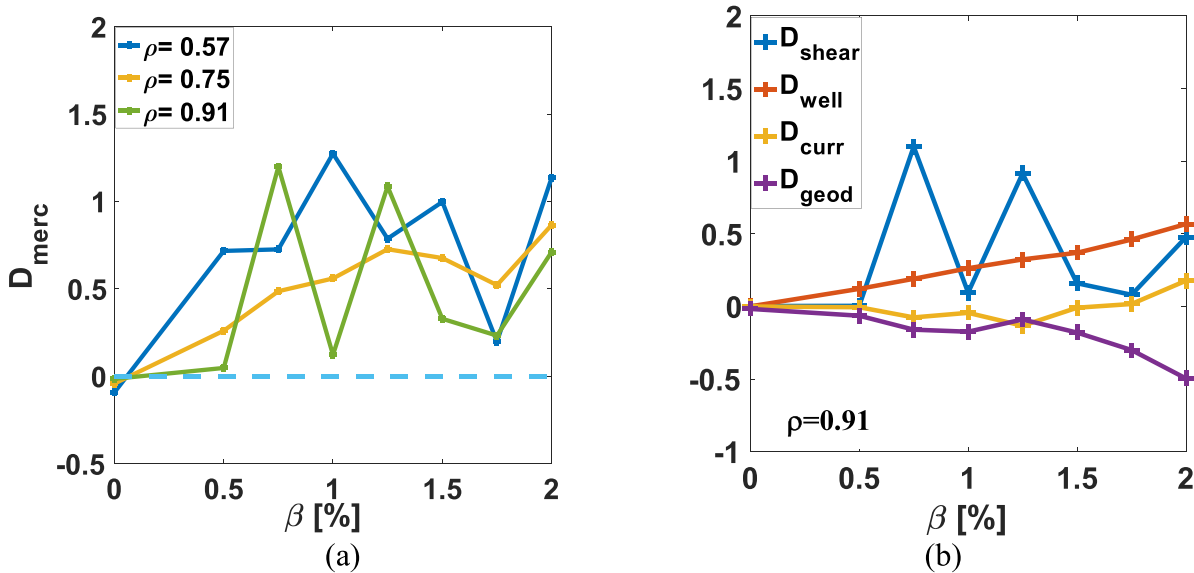 2
ρ= 0.57
ρ= 0.75
ρ= 0.91
1.5
1
0.5
0
-0.5
D_merc
0 0.5 1 1.5 2
β [%]
(a)
2
D_shear
D_well
D_curr
D_geod
1.5
1
0.5
0
-0.5
-1
ρ=0.91
0 0.5 1 1.5 2
β [%]
(b)